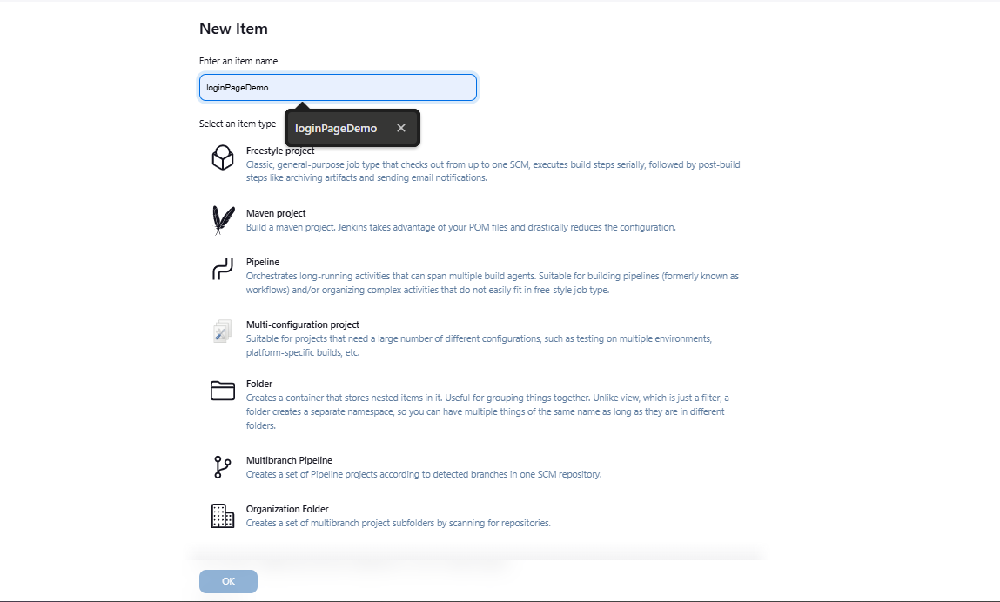 New Item
Enter an item name
loginPageDemo
Select an item type
loginPageDemo
Freestyle project
Classic, general-purpose job type that checks out from up to one SCM, executes build steps serially, followed by post-build
steps like archiving artifacts and sending email notifications.
Maven project
Build a maven project. Jenkins takes advantage of your POM files and drastically reduces the configuration.
Pipeline
Orchestrates long-running activities that can span multiple build agents. Suitable for building pipelines (formerly known as
workflows) and/or organizing complex activities that do not easily fit in free-style job type.
Multi-configuration project
Suitable for projects that need a large number of different configurations, such as testing on multiple environments,
platform-specific builds, etc.
Folder
Creates a container that stores nested items in it. Useful for grouping things together. Unlike view, which is just a filter, a
folder creates a separate namespace, so you can have multiple things of the same name as long as they are in different
folders.
Multibranch Pipeline
Creates a set of Pipeline projects according to detected branches in one SCM repository.
Organization Folder
Creates a set of multibranch project subfolders by scanning for repositories.
OK